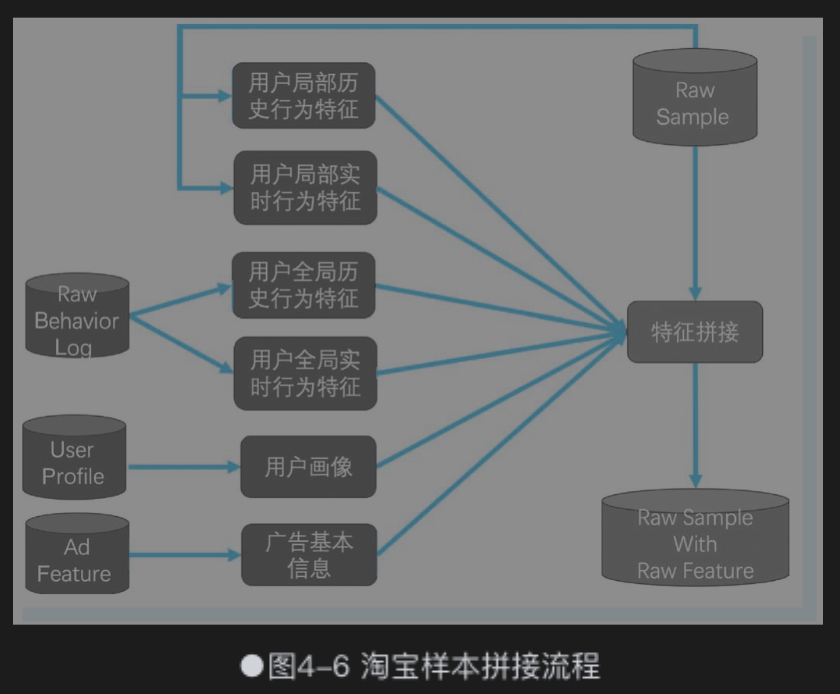 用户局部历
史行为特征
Raw
Sample
用户局部实
时行为特征
Raw
Behavior
Log
用户全局历
史行为特征
特征拼接
用户全局实
时行为特征
User
Profile
用户画像
Raw Sample
With
Raw Feature
Ad
Feature
广告基本
信息
●图4-6 淘宝样本拼接流程